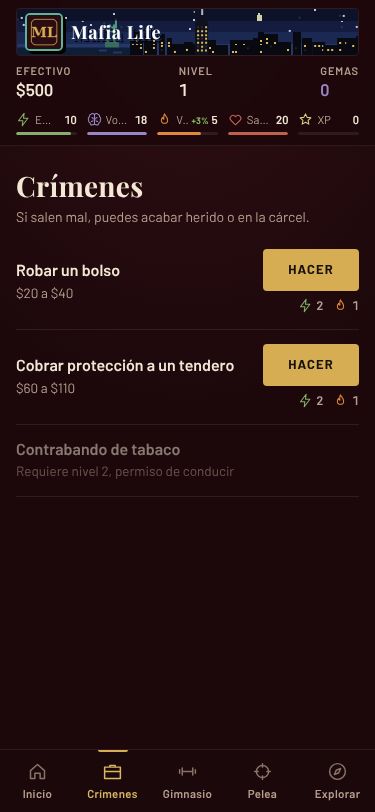 ML Mafia Life
EFECTIVO NIVEL GEMAS
$500 1 0
E... 10 Vo... 18 V.. +3% 5 Sa... 20 XP 0
Crímenes
Si salen mal, puedes acabar herido o en la cárcel.
Robar un bolso
$20 a $40
HACER
2 1
Cobrar protección a un tendero
$60 a $110
HACER
2 1
Contrabando de tabaco
Requiere nivel 2, permiso de conducir
Inicio Crímenes Gimnasio Pelea Explorar